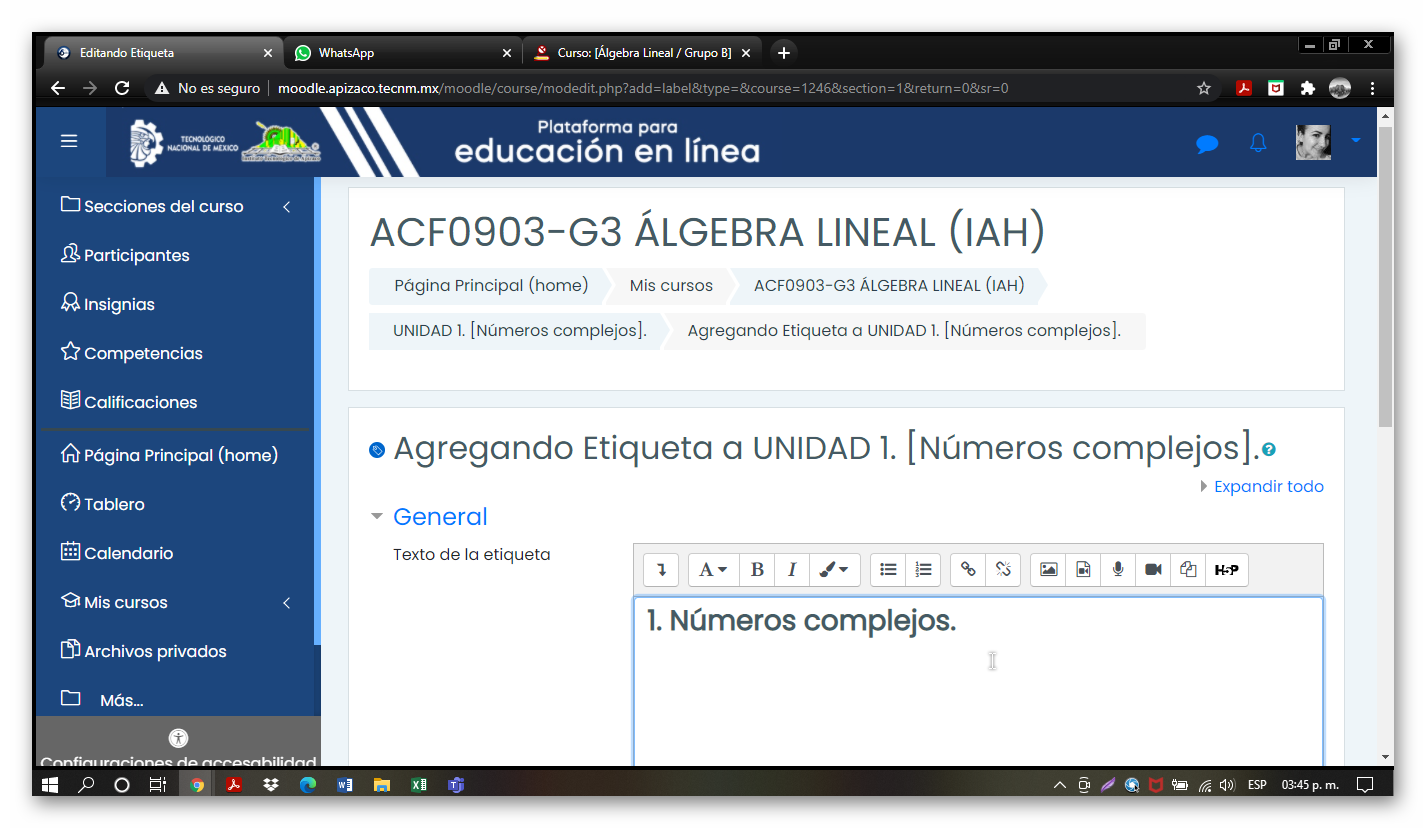 Editando Etiqueta
WhatsApp
Curso: [Álgebra Lineal / Grupo B]
No es seguro
moodle.apizaco.tecnm.mx/moodle/course/modedit.php?add=label&type=&course=1246&section=1&return=0&sr=0
TECNOLÓGICO
NACIONAL DE MÉXICO
Plataforma para
educación en línea
Secciones del curso
Participantes
Insignias
Competencias
Calificaciones
Página Principal (home)
Tablero
Calendario
Mis cursos
Archivos privados
Más...
Configuraciones de accesabilidad
ACF0903-G3 ÁLGEBRA LINEAL (IAH)
Página Principal (home)
Mis cursos
ACF0903-G3 ÁLGEBRA LINEAL (IAH)
UNIDAD 1. [Números complejos].
Agregando Etiqueta a UNIDAD 1. [Números complejos].
Agregando Etiqueta a UNIDAD 1. [Números complejos].
Expandir todo
General
Texto de la etiqueta
A
B
I
H-P
1. Números complejos.
ESP
03:45 p. m.